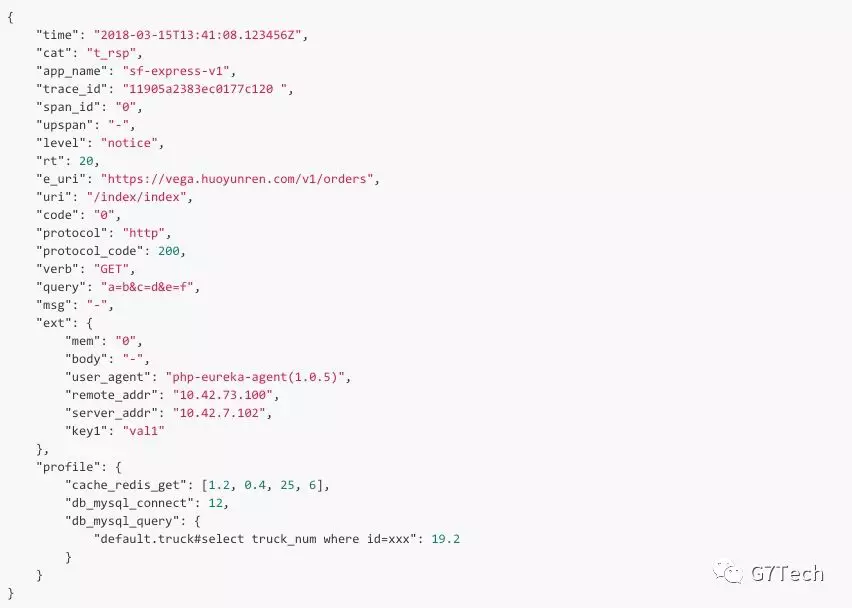 {
    "time": "2018-03-15T13:41:08.123456Z",
    "cat": "t_rsp",
    "app_name": "sf-express-v1",
    "trace_id": "11905a2383ec0177c120 ",
    "span_id": "0",
    "upspan": "-",
    "level": "notice",
    "rt": 20,
    "e_uri": "https://vega.huoyunren.com/v1/orders",
    "uri": "/index/index",
    "code": "0",
    "protocol": "http",
    "protocol_code": 200,
    "verb": "GET",
    "query": "a=b&c=d&e=f",
    "msg": "-",
    "ext": {
        "mem": "0",
        "body": "-",
        "user_agent": "php-eureka-agent(1.0.5)",
        "remote_addr": "10.42.73.100",
        "server_addr": "10.42.7.102",
        "key1": "val1"
    },
    "profile": {
        "cache_redis_get": [1.2, 0.4, 25, 6],
        "db_mysql_connect": 12,
        "db_mysql_query": {
            "default.truck#select truck_num where id=xxx": 19.2
        }
    }
}
G7Tech